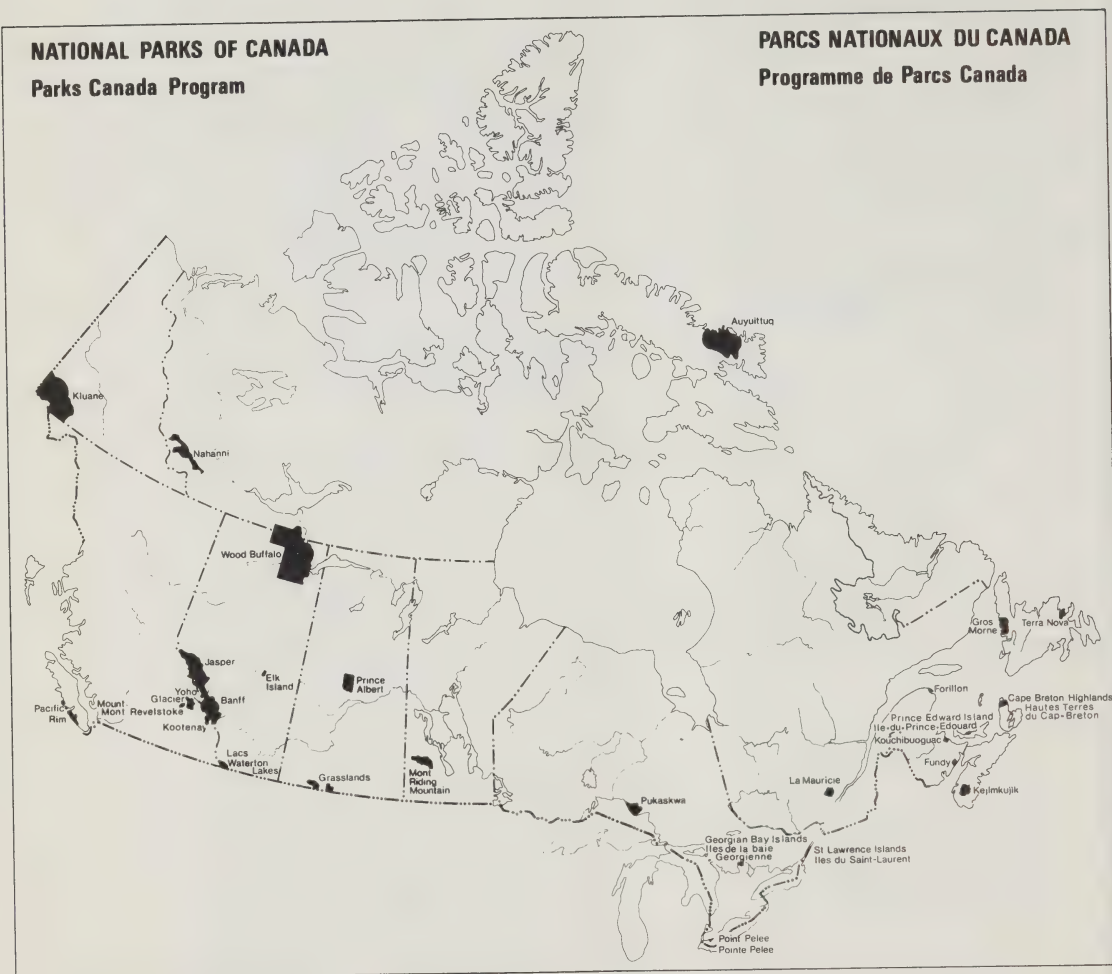 NATIONAL PARKS OF CANADA
Parks Canada Program
PARCS NATIONAUX DU CANADA
Programme de Parcs Canada
Auyuittuq
Kluane
Nahanni
Wood Buffalo
Gros
Morne
Terra Nova
Jasper
Elk
Island
Prince
Albert
Yoho
Glacier
Banff
Pacific
Rim
Mount
Mont Revelstoke
Kootenay
Lacs
Waterton
Lakes
Grasslands
Mont
Riding
Mountain
Forillon
Cape Breton Highlands
Hautes Terres
du Cap-Breton
Prince Edward Island
Ile-du-Prince-Edouard
Kouchibuoguac
Fundy
Kejimkujik
La Mauricie
Pukaskwa
Georgian Bay Islands
Iles de la baie
Georgienne
St Lawrence Islands
Iles du Saint-Laurent
Point Pelee
Pointe Pelee